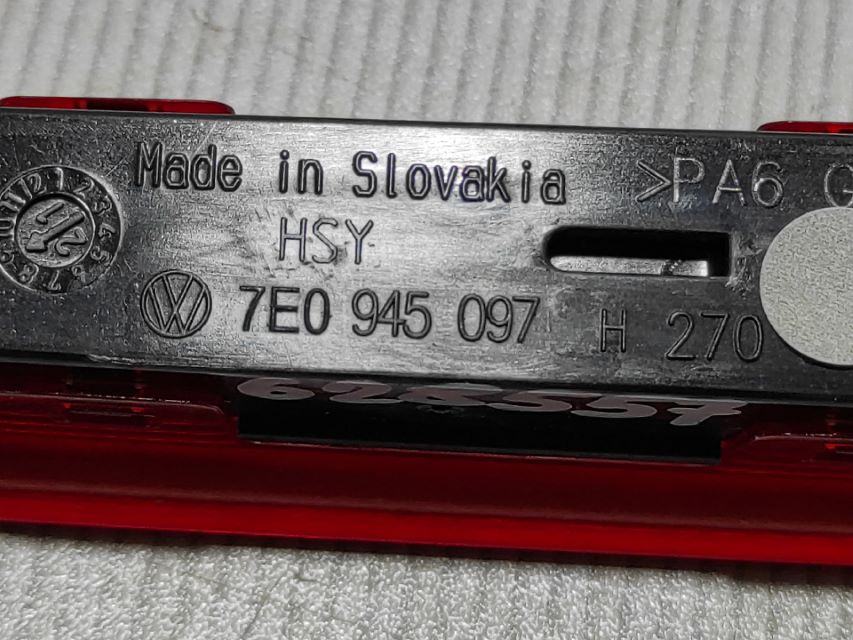 Made in Slovakia
>PA6 G
HSY
7E0 945 097 H 270
628557